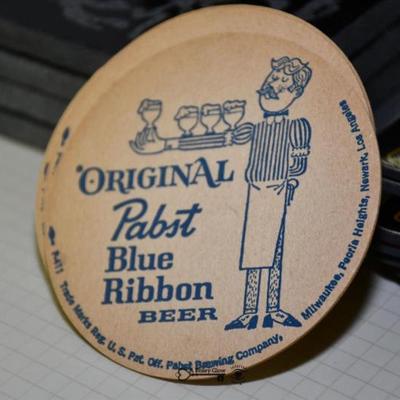 ORIGINAL
Pabst
Blue
Ribbon
BEER
Trade Marks Reg. U. S. Pat. Off. Pabst Brewing Company, Milwaukee, Peoria Heights, Newark, Los Angeles